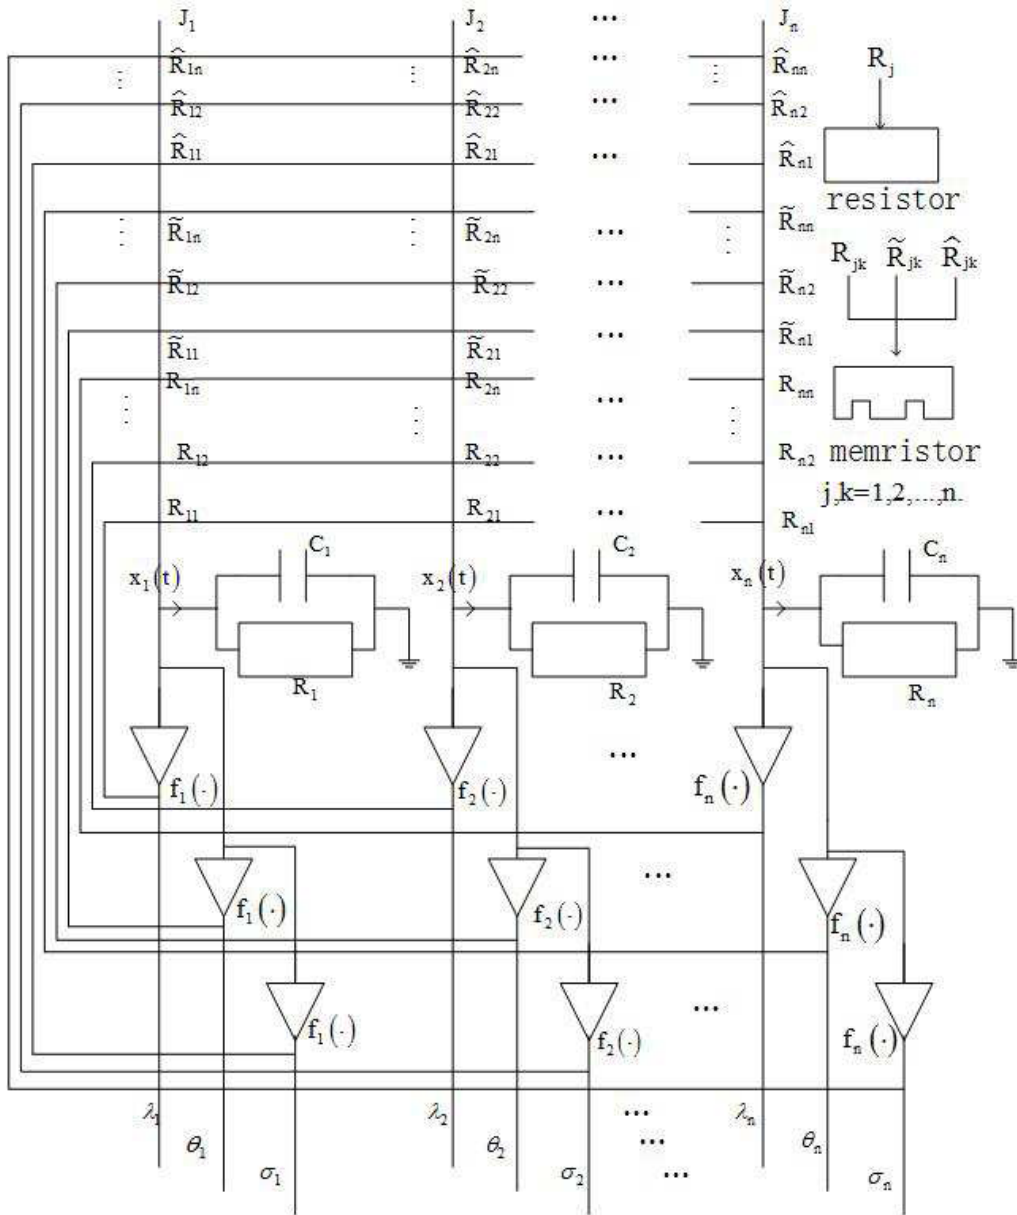 J₁ J₂ ... Jₙ
R̂₁ₙ R̂₂ₙ ... R̂ₙₙ
R̂₁₂ R̂₂₂ ... R̂ₙ₂
R̂₁₁ R̂₂₁ ... R̂ₙ₁
Rⱼ
resistor
R̃₁ₙ R̃₂ₙ ... R̃ₙₙ
R̃₁₂ R̃₂₂ ... R̃ₙ₂
R̃₁₁ R̃₂₁ ... R̃ₙ₁
Rⱼₖ R̃ⱼₖ R̂ⱼₖ
R₁ₙ R₂ₙ ... Rₙₙ
R₁₂ R₂₂ ... Rₙ₂
memristor
j,k=1,2,...,n.
R₁₁ R₂₁ ... Rₙ₁
C₁ C₂ Cₙ
x₁(t) x₂(t) xₙ(t)
R₁ R₂ Rₙ
...
f₁(·) f₂(·) fₙ(·)
...
f₁(·) f₂(·) fₙ(·)
...
f₁(·) f₂(·) fₙ(·)
λ₁ λ₂ ... λₙ
θ₁ θ₂ ... θₙ
σ₁ σ₂ ... σₙ